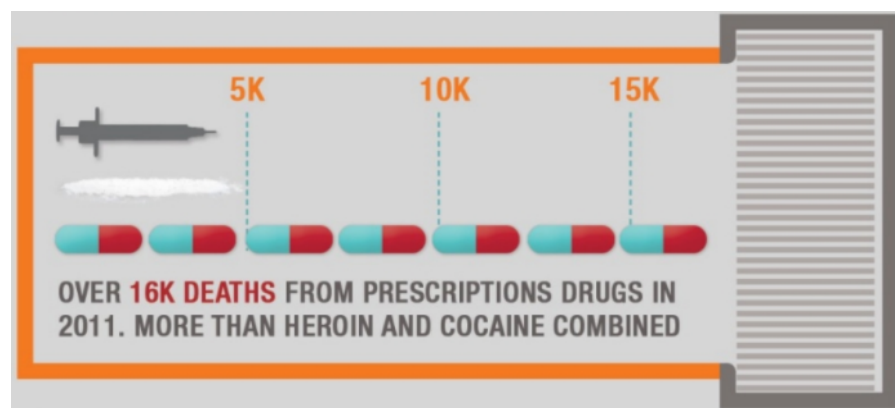 5K 10K 15K
OVER 16K DEATHS FROM PRESCRIPTIONS DRUGS IN
2011. MORE THAN HEROIN AND COCAINE COMBINED